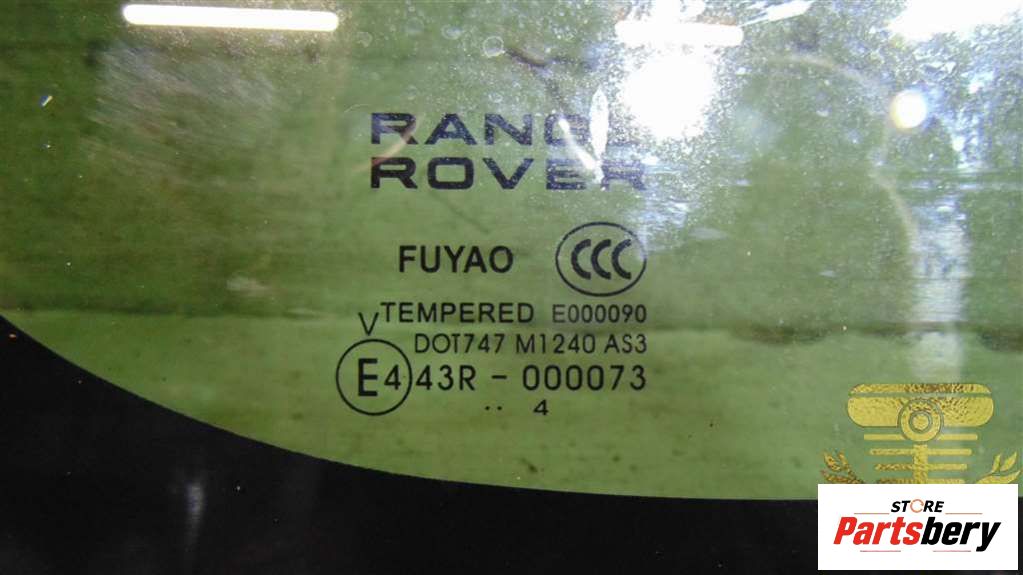 RANGE
ROVER
FUYAO CCC
TEMPERED E000090
V
DOT747 M1240 AS3
E4 43R - 000073
.. 4
STORE
Partsbery